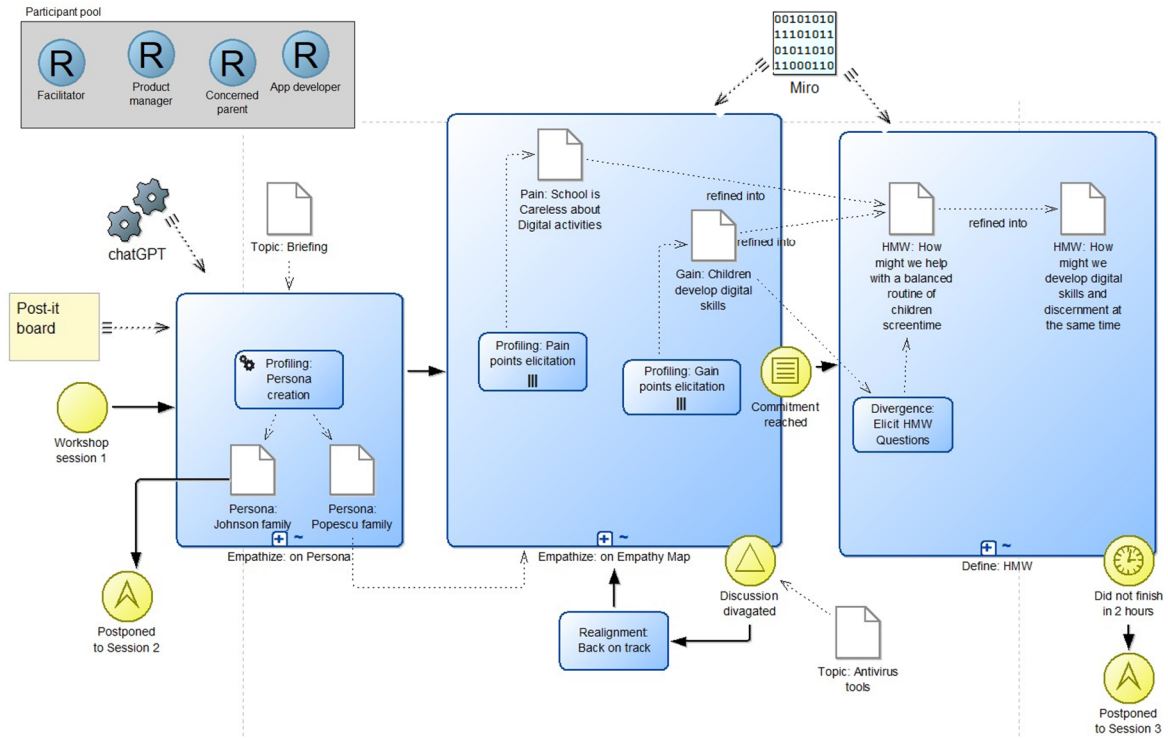 Participant pool
R
R
R
R
Facilitator
Product
manager
Concerned
parent
App developer
00101010
11101011
01011010
11000110
Miro
chatGPT
Topic: Briefing
Post-it
board
Workshop
session 1
Profiling:
Persona
creation
Persona:
Johnson family
Persona:
Popescu family
Empathize: on Persona
Postponed
to Session 2
Pain: School is
Careless about
Digital activities
refined into
Gain: Children
develop digital
skills
refined into
Profiling: Pain
points elicitation
Profiling: Gain
points elicitation
Commitment
reached
Empathize: on Empathy Map
Discussion
divagated
Realignment:
Back on track
Topic: Antivirus
tools
HMW: How
might we help
with a balanced
routine of
children
screentime
refined into
HMW: How
might we
develop digital
skills and
discernment at
the same time
Divergence:
Elicit HMW
Questions
Define: HMW
Did not finish
in 2 hours
Postponed
to Session 3